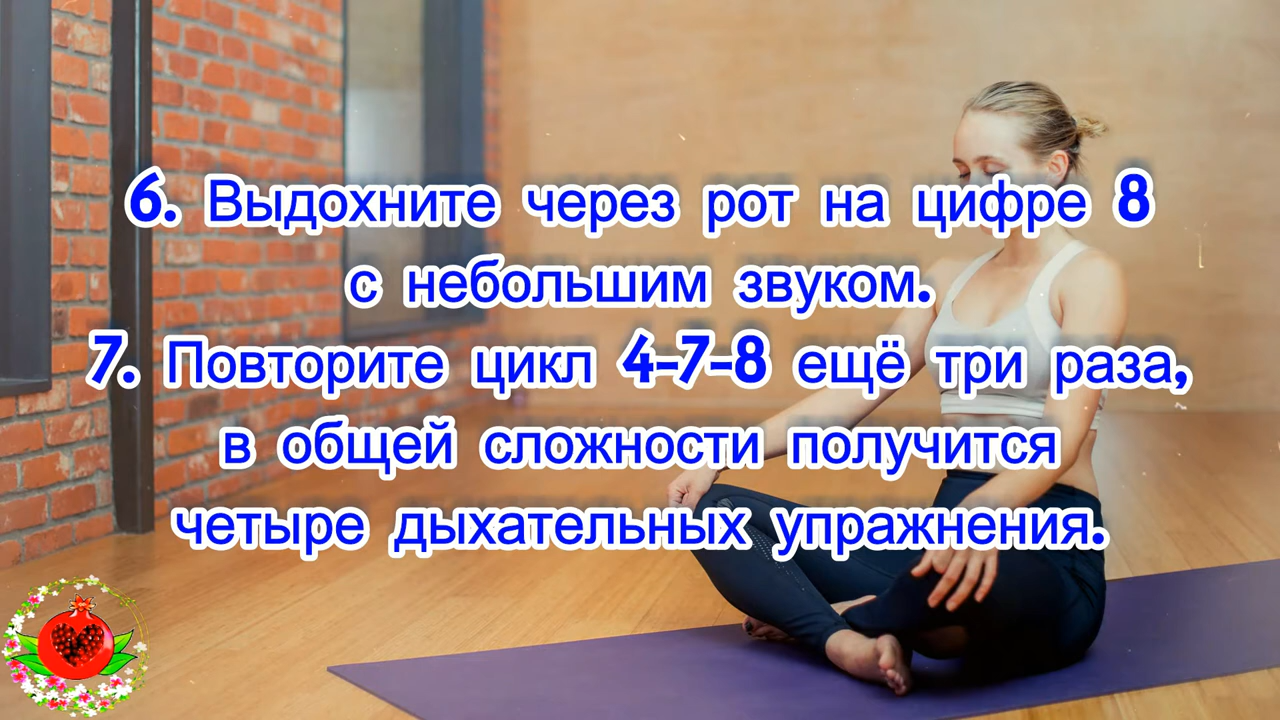 6. Выдохните через рот на цифре 8
с небольшим звуком.
7. Повторите цикл 4-7-8 ещё три раза,
в общей сложности получится
четыре дыхательных упражнения.